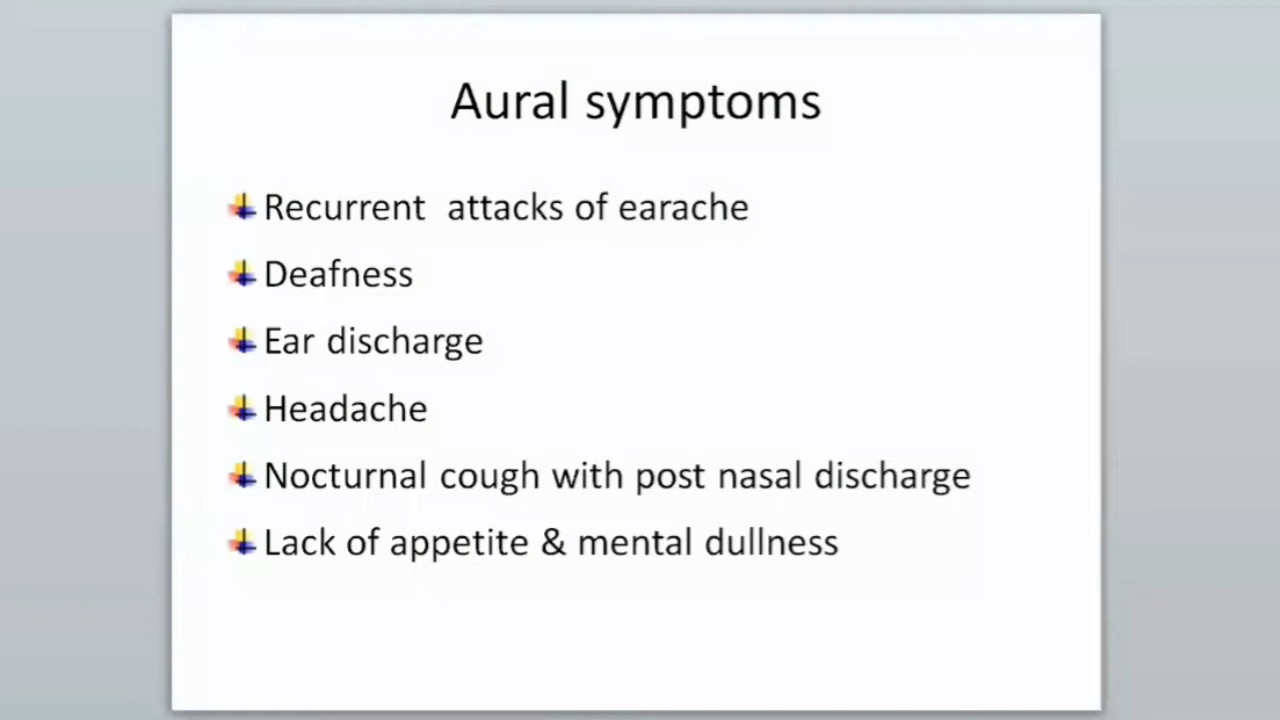 Aural symptoms
Recurrent attacks of earache
Deafness
Ear discharge
Headache
Nocturnal cough with post nasal discharge
Lack of appetite & mental dullness